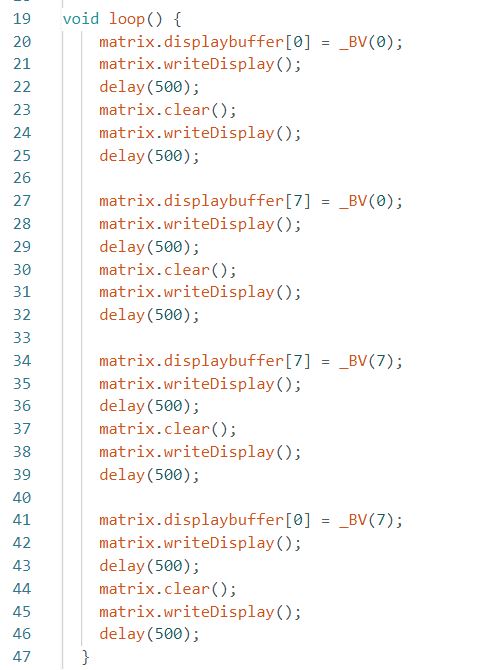 19 void loop() {
20 matrix.displaybuffer[0] = _BV(0);
21 matrix.writeDisplay();
22 delay(500);
23 matrix.clear();
24 matrix.writeDisplay();
25 delay(500);
26
27 matrix.displaybuffer[7] = _BV(0);
28 matrix.writeDisplay();
29 delay(500);
30 matrix.clear();
31 matrix.writeDisplay();
32 delay(500);
33
34 matrix.displaybuffer[7] = _BV(7);
35 matrix.writeDisplay();
36 delay(500);
37 matrix.clear();
38 matrix.writeDisplay();
39 delay(500);
40
41 matrix.displaybuffer[0] = _BV(7);
42 matrix.writeDisplay();
43 delay(500);
44 matrix.clear();
45 matrix.writeDisplay();
46 delay(500);
47 }